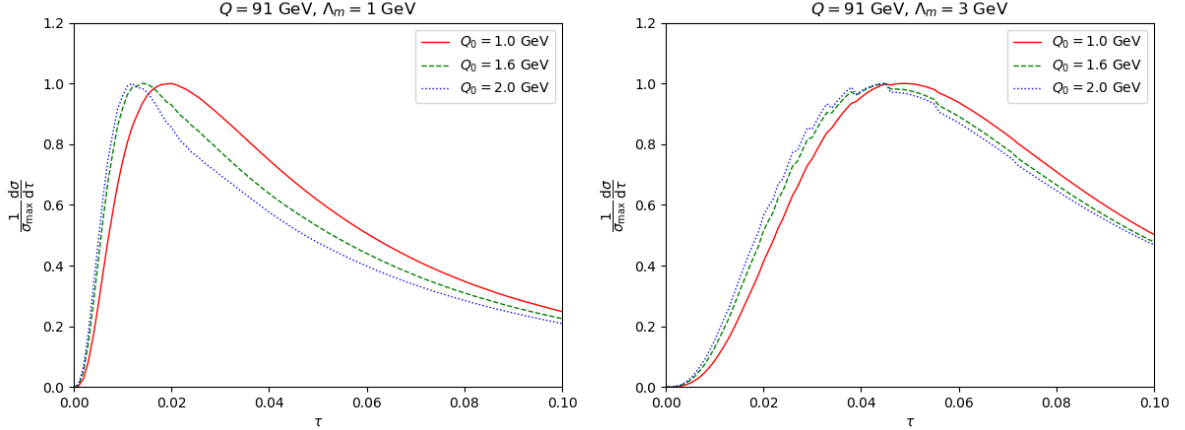 Q = 91 GeV, Λₘ = 1 GeV
1.2
1.0
0.8
0.6
0.4
0.2
0.0
1/σ_max dσ/dτ
Q₀ = 1.0 GeV
Q₀ = 1.6 GeV
Q₀ = 2.0 GeV
0.00 0.02 0.04 0.06 0.08 0.10
τ
Q = 91 GeV, Λₘ = 3 GeV
1.2
1.0
0.8
0.6
0.4
0.2
0.0
1/σ_max dσ/dτ
Q₀ = 1.0 GeV
Q₀ = 1.6 GeV
Q₀ = 2.0 GeV
0.00 0.02 0.04 0.06 0.08 0.10
τ